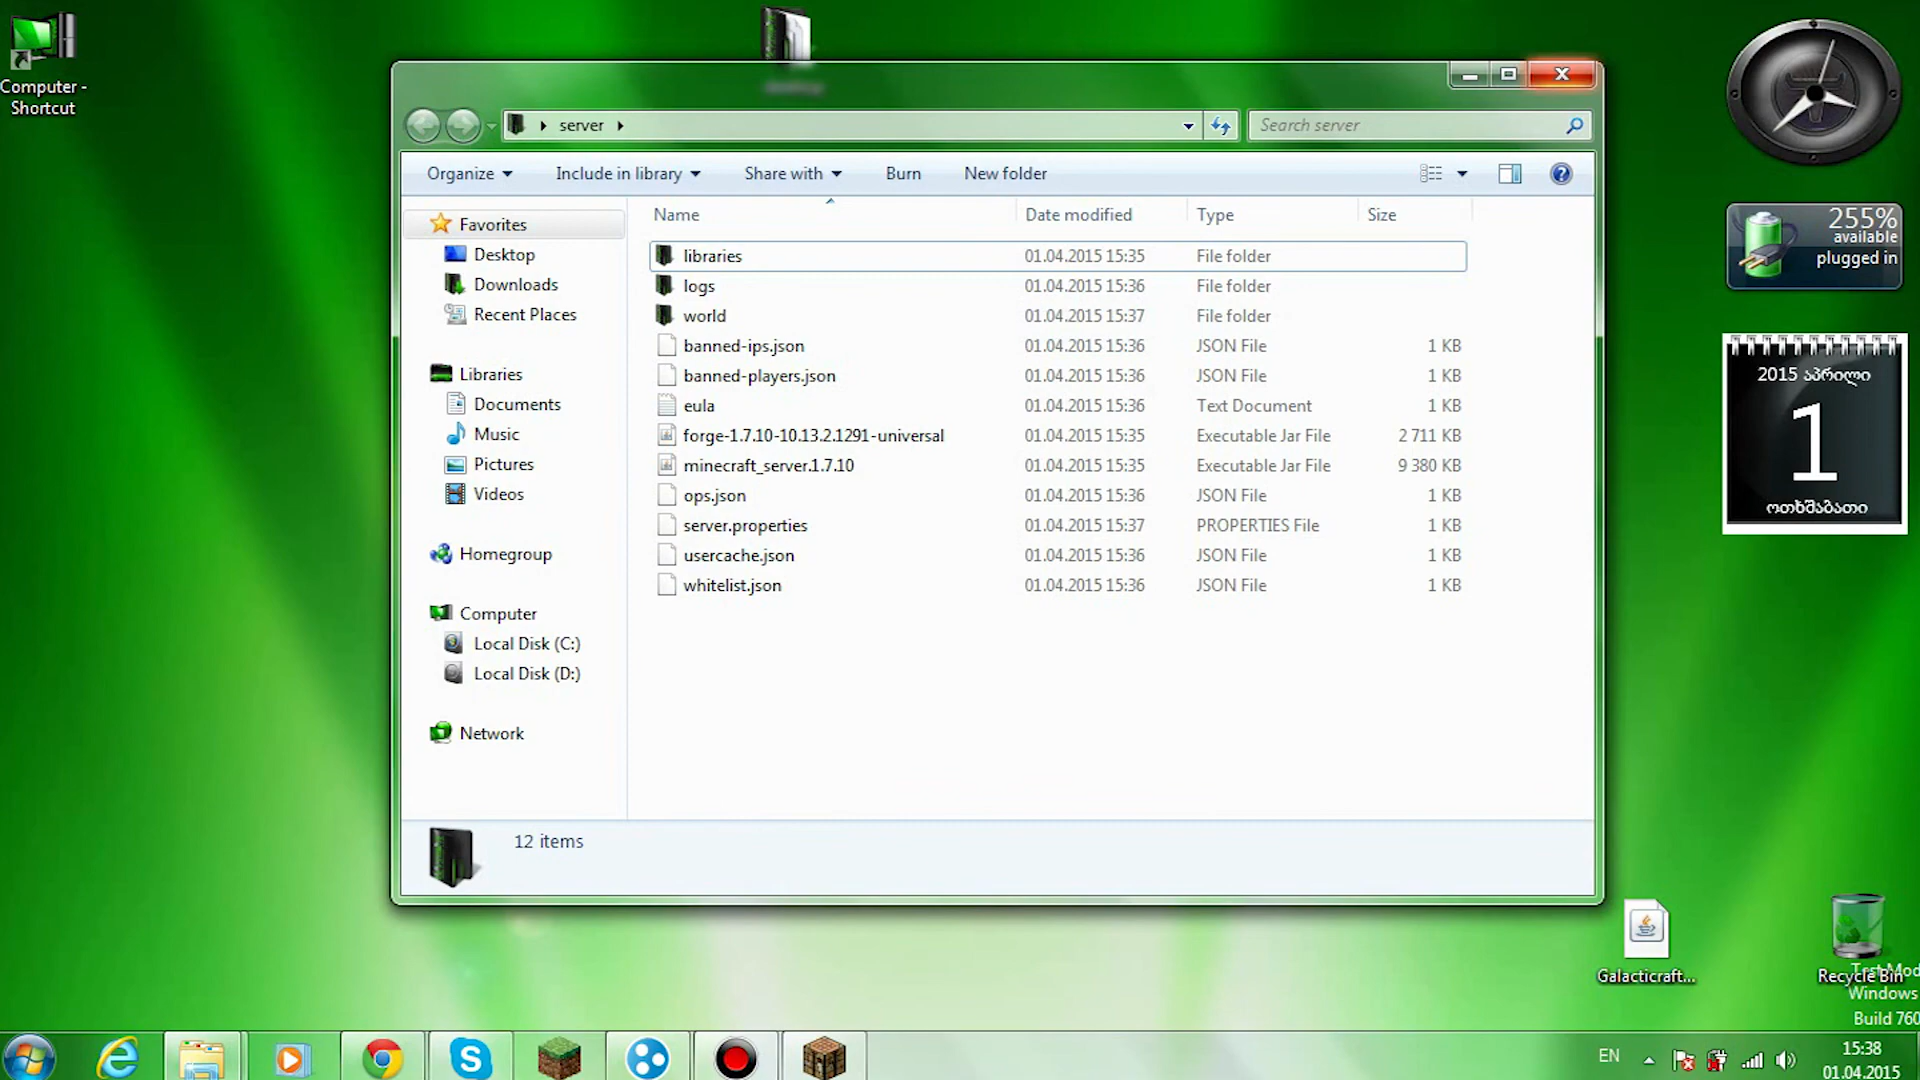 Computer -
Shortcut
server
Search server
Organize
Include in library
Share with
Burn
New folder
Name
Date modified
Type
Size
Favorites
Desktop
Downloads
Recent Places
Libraries
Documents
Music
Pictures
Videos
Homegroup
Computer
Local Disk (C:)
Local Disk (D:)
Network
libraries 01.04.2015 15:35 File folder
logs 01.04.2015 15:36 File folder
world 01.04.2015 15:37 File folder
banned-ips.json 01.04.2015 15:36 JSON File 1 KB
banned-players.json 01.04.2015 15:36 JSON File 1 KB
eula 01.04.2015 15:36 Text Document 1 KB
forge-1.7.10-10.13.2.1291-universal 01.04.2015 15:35 Executable Jar File 2 711 KB
minecraft_server.1.7.10 01.04.2015 15:35 Executable Jar File 9 380 KB
ops.json 01.04.2015 15:36 JSON File 1 KB
server.properties 01.04.2015 15:37 PROPERTIES File 1 KB
usercache.json 01.04.2015 15:36 JSON File 1 KB
whitelist.json 01.04.2015 15:36 JSON File 1 KB
12 items
255%
available
plugged in
2015 აპრილი
1
ოთხშაბათი
Galacticraft...
Recycle Bin
Test Mod
Windows
Build 760
EN
15:38
01.04.2015